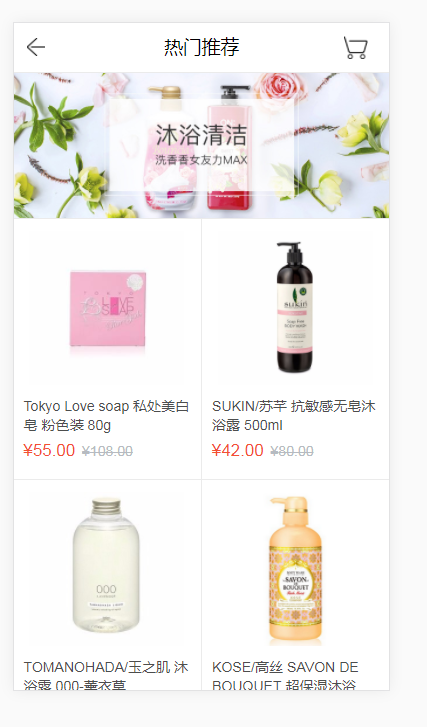 热门推荐
沐浴清洁
洗香香女友力MAX
LOVE
SOAP
sukin
BODY WASH
Tokyo Love soap 私处美白
皂 粉色装 80g
¥55.00 ¥108.00
SUKIN/苏芊 抗敏感无皂沐
浴露 500ml
¥42.00 ¥80.00
000
SAVON
DE
BOUQUET
TOMANOHADA/玉之肌 沐
浴露 000-薰衣草
KOSE/高丝 SAVON DE
BOUQUET 超保湿沐浴